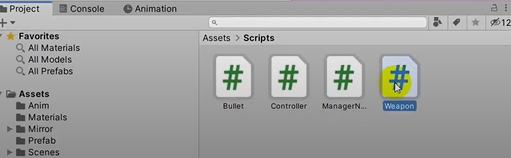 Project
Console
Animation
12
Favorites
All Materials
All Models
All Prefabs
Assets > Scripts
Bullet
Controller
ManagerN...
Weapon
Assets
Anim
Materials
Mirror
Prefab
Scenes